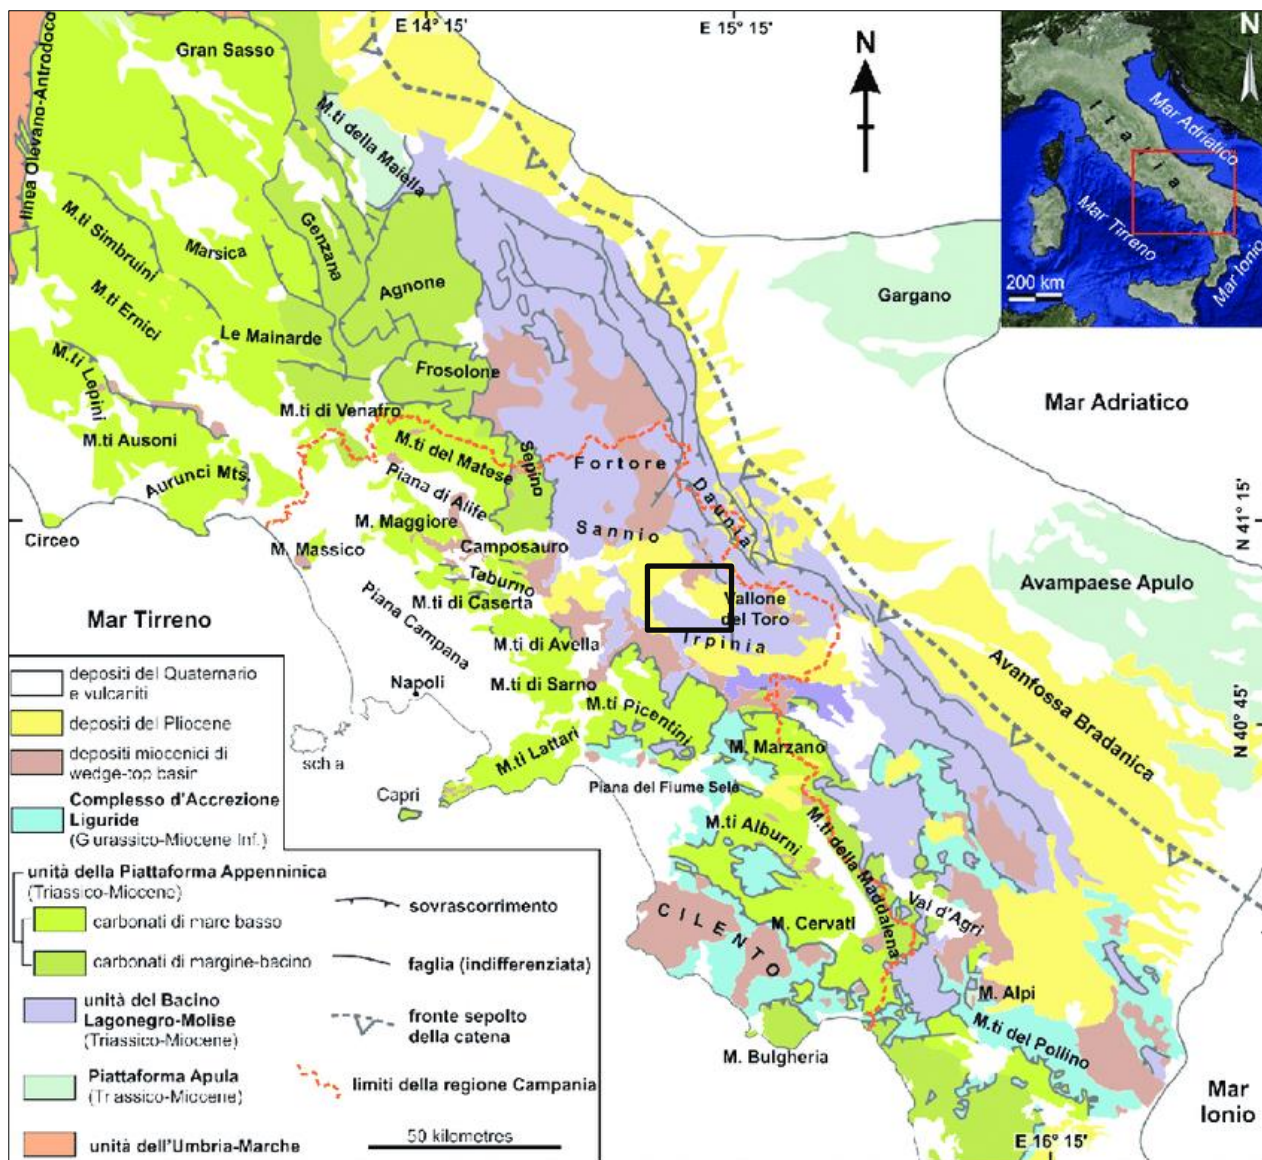 E 14° 15'
E 15° 15'
N
Gran Sasso
linea Olevano-Antrodoco
M.ti della Maiella
M.ti Simbruini
Marsica
Genzana
Agnone
M.ti Ernici
Le Mainarde
Frosolone
M.ti Lepini
M.ti di Venafro
M.ti Ausoni
Aurunci Mts.
M.ti del Matese
Sepino
Fortore
Daunia
Piana di Alife
Sannio
Circeo
M. Massico
M. Maggiore
Camposauro
Taburno
M.ti di Caserta
Piana Campana
Vallone
del Toro
Irpinia
M.ti di Avella
Mar Tirreno
Napoli
M.ti di Sarno
M.ti Picentini
M.ti Lattari
M. Marzano
schia
Capri
Piana del Fiume Sele
M.ti Alburni
M.ti della Maddalena
CILENTO
M. Cervati
Val d'Agri
M. Alpi
M.ti del Pollino
M. Bulgheria
Gargano
Mar Adriatico
N 41° 15'
Avampaese Apulo
Avanfossa Bradanica
N 40° 45'
Mar
Ionio
E 16° 15'
N
Italia
Mar Adriatico
Mar Tirreno
Mar Ionio
200 km
depositi del Quaternario
e vulcaniti
depositi del Pliocene
depositi miocenici di
wedge-top basin
Complesso d'Accrezione
Liguride
(Giurassico-Miocene Inf.)
unità della Piattaforma Appenninica
(Triassico-Miocene)
carbonati di mare basso
carbonati di margine-bacino
unità del Bacino
Lagonegro-Molise
(Triassico-Miocene)
Piattaforma Apula
(Triassico-Miocene)
unità dell'Umbria-Marche
sovrascorrimento
faglia (indifferenziata)
fronte sepolto
della catena
limiti della regione Campania
50 kilometres